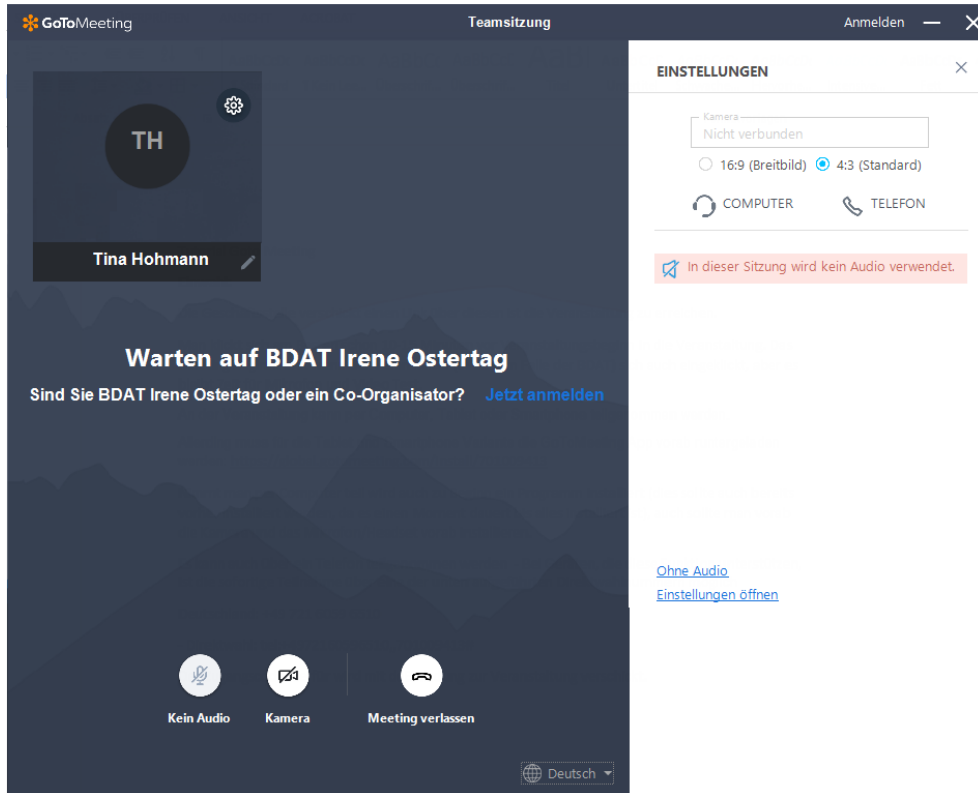 GoToMeeting
Teamsitzung
Anmelden
TH
Tina Hohmann
Warten auf BDAT Irene Ostertag
Sind Sie BDAT Irene Ostertag oder ein Co-Organisator? Jetzt anmelden
Kein Audio
Kamera
Meeting verlassen
Deutsch
EINSTELLUNGEN
Kamera
Nicht verbunden
16:9 (Breitbild) 4:3 (Standard)
COMPUTER TELEFON
In dieser Sitzung wird kein Audio verwendet.
Ohne Audio
Einstellungen öffnen